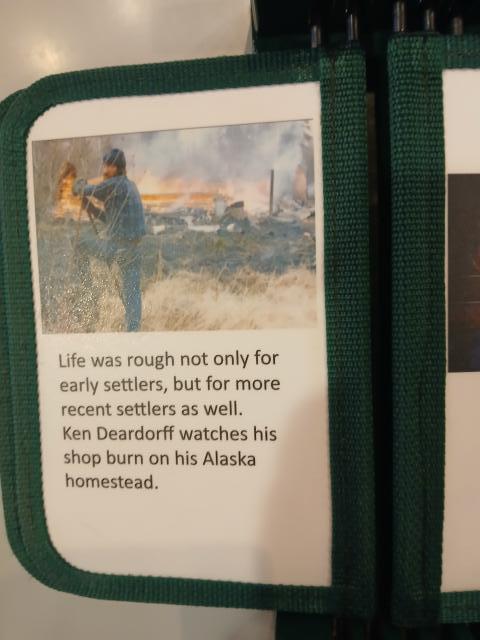 Life was rough not only for
early settlers, but for more
recent settlers as well.
Ken Deardorff watches his
shop burn on his Alaska
homestead.